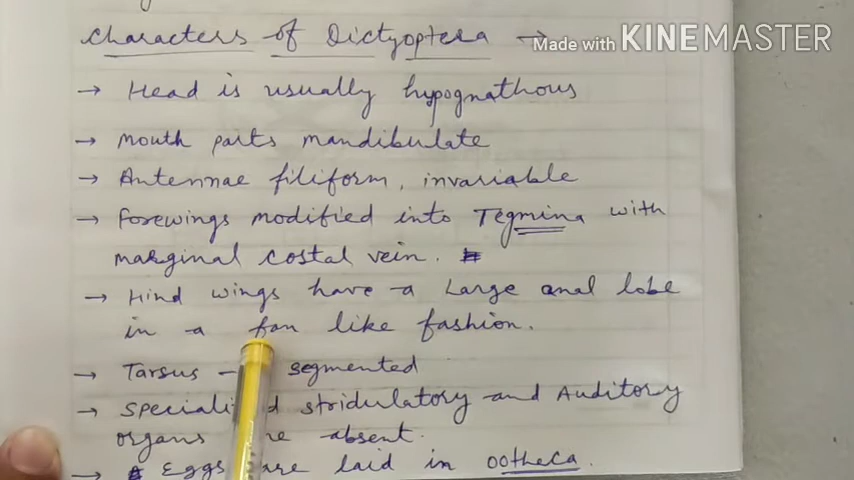 Characters of Dictyoptera →
Made with KINEMASTER
→ Head is usually hypognathous
→ Mouth parts mandibulate
→ Antennae filiform, invariable
→ Forewings modified into Tegmina with
marginal costal vein.
→ Hind wings have a Large anal lobe
in a fan like fashion.
→ Tarsus - segmented
→ stridulatory and Auditory
organs absent.
→ Eggs are laid in ootheca.